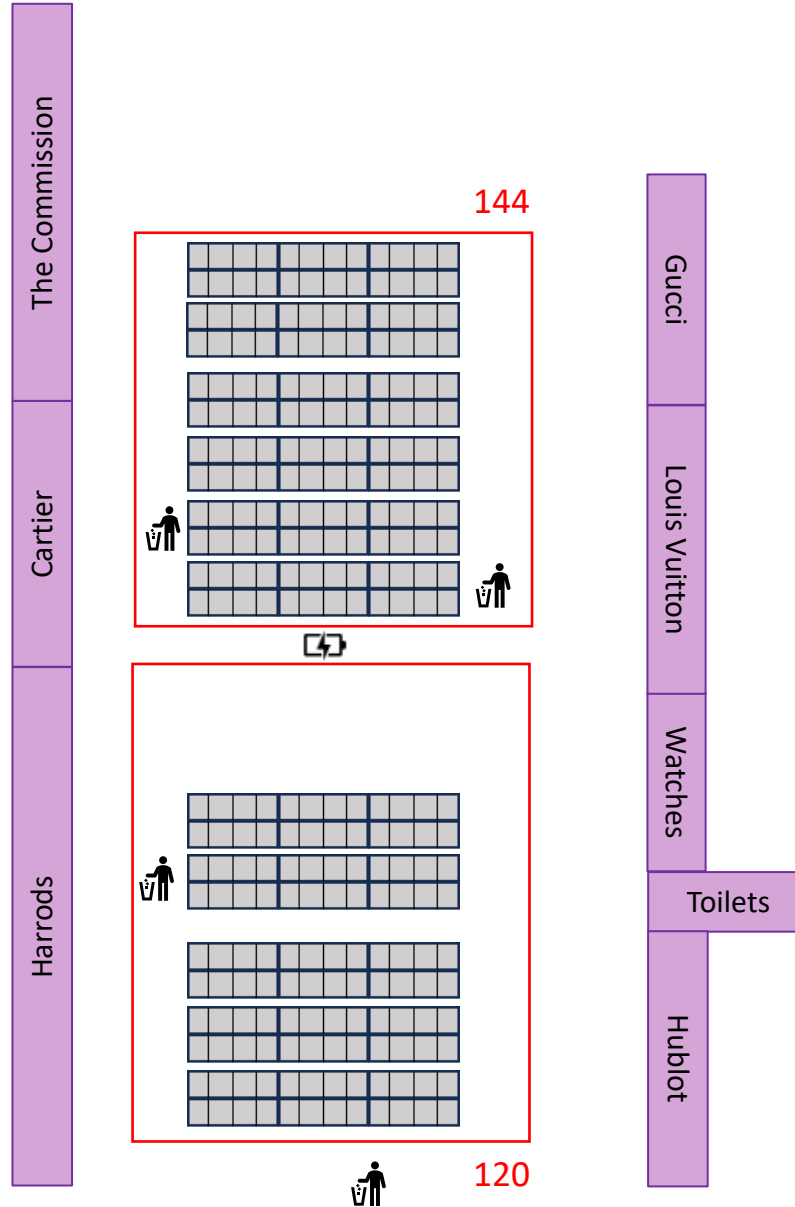 The Commission
144
Gucci
Cartier
Louis Vuitton
Watches
Harrods
Toilets
Hublot
120